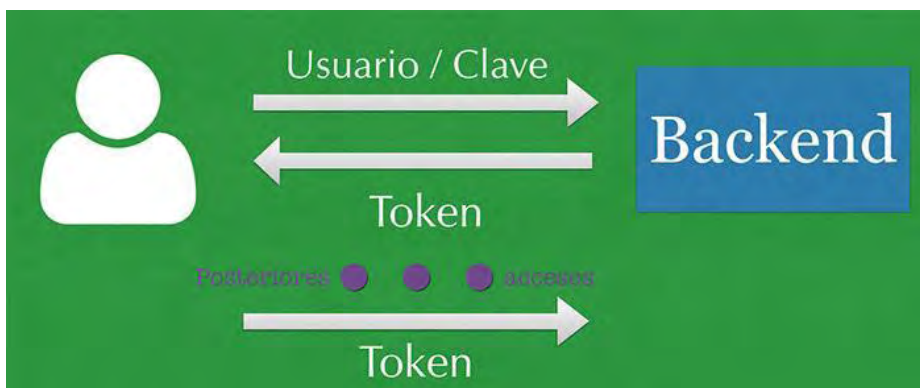 Usuario / Clave
Backend
Token
Posteriores accesos
Token